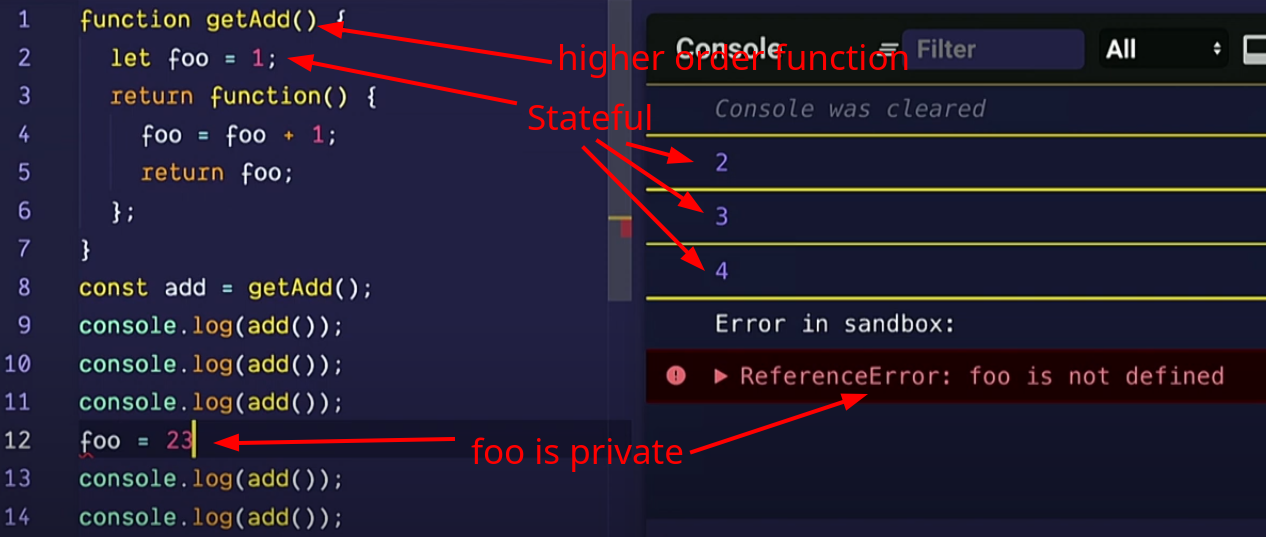 1 function getAdd() {
2 let foo = 1;
3 return function() {
4 foo = foo + 1;
5 return foo;
6 };
7 }
8 const add = getAdd();
9 console.log(add());
10 console.log(add());
11 console.log(add());
12 foo = 23
13 console.log(add());
14 console.log(add());
higher order function
Stateful
foo is private
Console Filter All
Console was cleared
2
3
4
Error in sandbox:
ReferenceError: foo is not defined